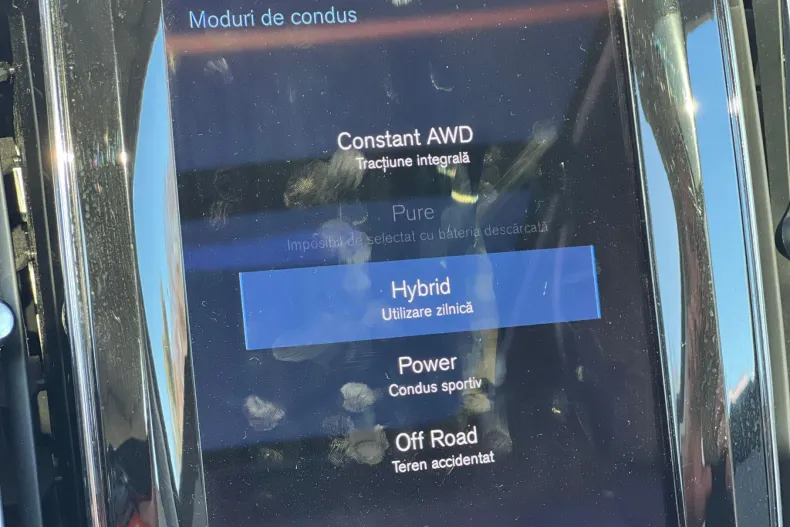 Moduri de condus
Constant AWD
Tracțiune integrală
Pure
Imposibil de selectat cu bateria descărcată
Hybrid
Utilizare zilnică
Power
Condus sportiv
Off Road
Teren accidentat